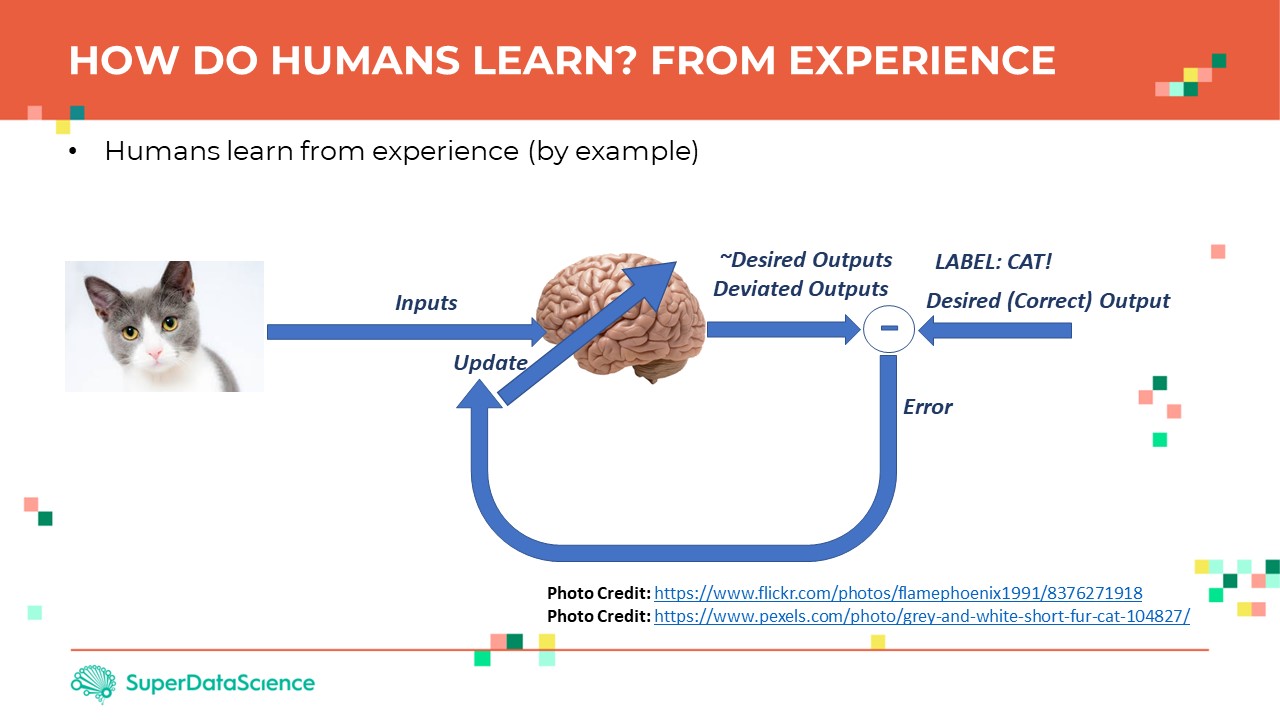 HOW DO HUMANS LEARN? FROM EXPERIENCE
• Humans learn from experience (by example)
Inputs
Update
~Desired Outputs
Deviated Outputs
LABEL: CAT!
Desired (Correct) Output
-
Error
Photo Credit: https://www.flickr.com/photos/flamephoenix1991/8376271918
Photo Credit: https://www.pexels.com/photo/grey-and-white-short-fur-cat-104827/
SuperDataScience